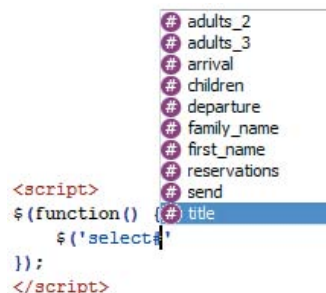 # adults_2
# adults_3
# arrival
# children
# departure
# family_name
# first_name
# reservations
# send
# title
<script>
$(function() {
$('select#'
});
</script>